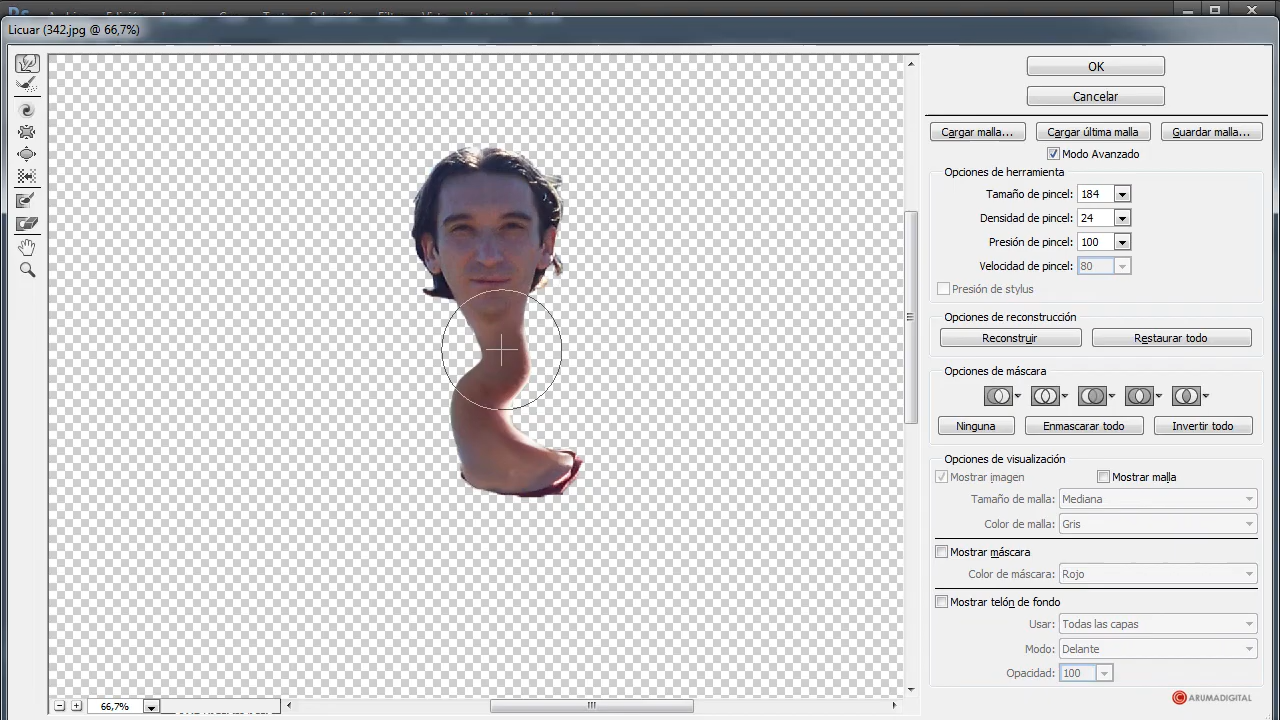 Licuar (342.jpg @ 66,7%)
OK
Cancelar
Cargar malla...
Cargar última malla
Guardar malla...
Modo Avanzado
Opciones de herramienta
Tamaño de pincel: 184
Densidad de pincel: 24
Presión de pincel: 100
Velocidad de pincel: 80
Presión de stylus
Opciones de reconstrucción
Reconstruir
Restaurar todo
Opciones de máscara
Ninguna
Enmascarar todo
Invertir todo
Opciones de visualización
Mostrar imagen
Mostrar malla
Tamaño de malla: Mediana
Color de malla: Gris
Mostrar máscara
Color de máscara: Rojo
Mostrar telón de fondo
Usar: Todas las capas
Modo: Delante
Opacidad: 100
ARUMADIGITAL
66,7%